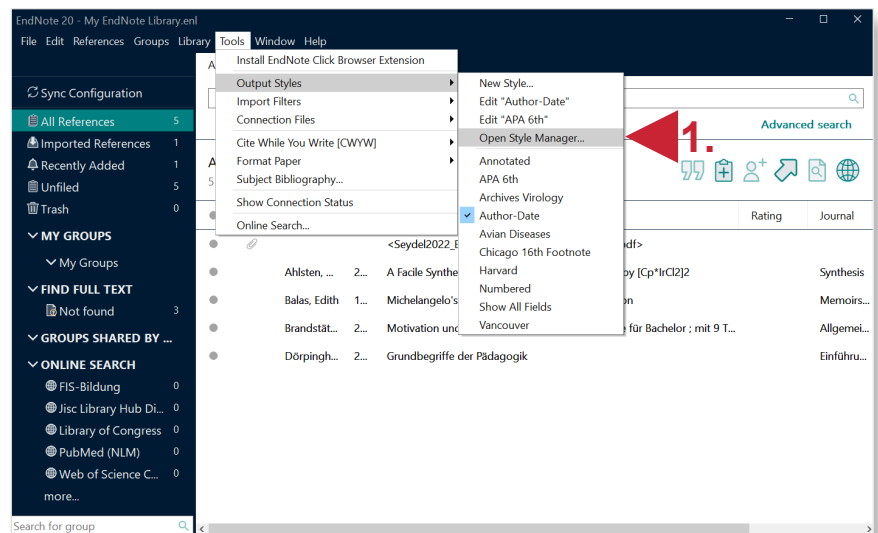 EndNote 20 - My EndNote Library.enl
File Edit References Groups Library Tools Window Help
Install EndNote Click Browser Extension
Output Styles
Import Filters
Connection Files
Cite While You Write [CWYW]
Format Paper
Subject Bibliography...
Show Connection Status
Online Search...
New Style...
Edit "Author-Date"
Edit "APA 6th"
Open Style Manager...
Annotated
APA 6th
Archives Virology
Author-Date
Avian Diseases
Chicago 16th Footnote
Harvard
Numbered
Show All Fields
Vancouver
1.
Sync Configuration
All References 5
Imported References 1
Recently Added 1
Unfiled 5
Trash 0
MY GROUPS
My Groups
FIND FULL TEXT
Not found 3
GROUPS SHARED BY ...
ONLINE SEARCH
FIS-Bildung 0
Jisc Library Hub Di... 0
Library of Congress 0
PubMed (NLM) 0
Web of Science C... 0
more...
Search for group
Advanced search
A
A
5
Rating Journal
<Seydel2022_E df>
Ahlsten, ... 2... A Facile Synthe by [Cp*IrCl2]2 Synthesis
Balas, Edith 1... Michelangelo's on Memoirs...
Brandstät... 2... Motivation und e für Bachelor ; mit 9 T... Allgemei...
Dörpingh... 2... Grundbegriffe der Pädagogik Einführu...